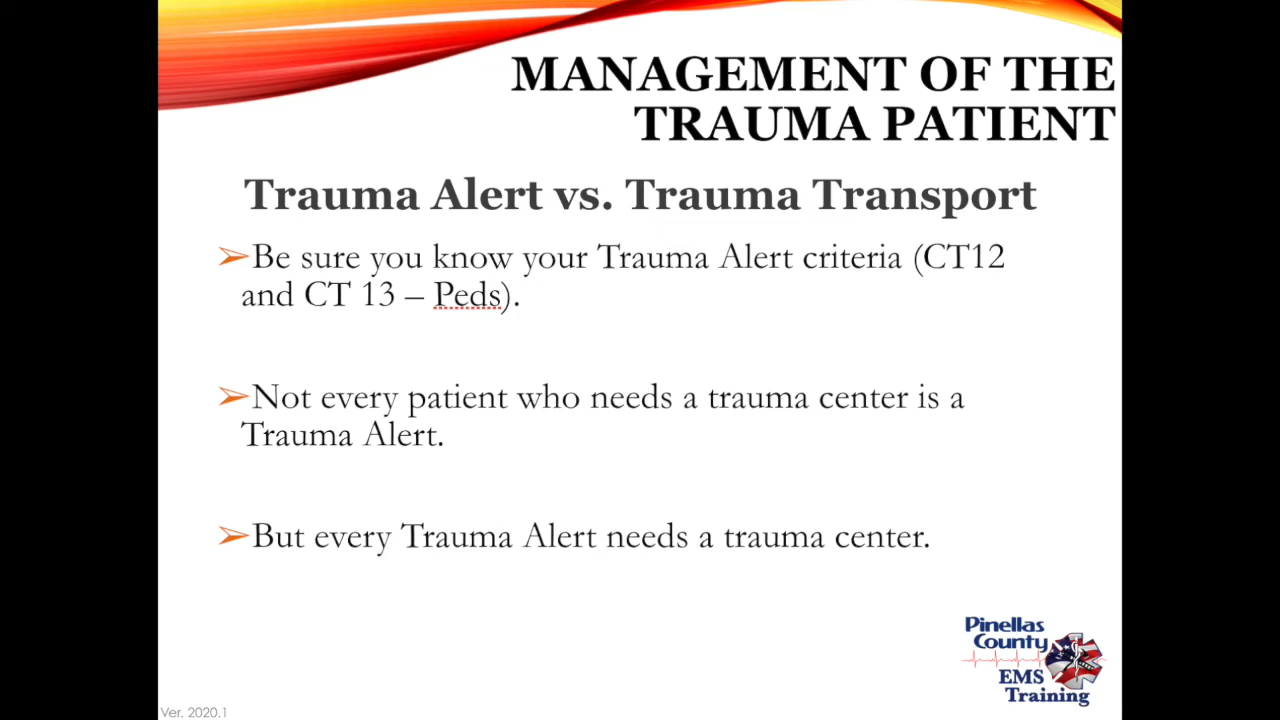 MANAGEMENT OF THE
TRAUMA PATIENT
Trauma Alert vs. Trauma Transport
➢Be sure you know your Trauma Alert criteria (CT12
and CT 13 – Peds).
➢Not every patient who needs a trauma center is a
Trauma Alert.
➢But every Trauma Alert needs a trauma center.
Pinellas
County
EMS
Training
Ver. 2020.1